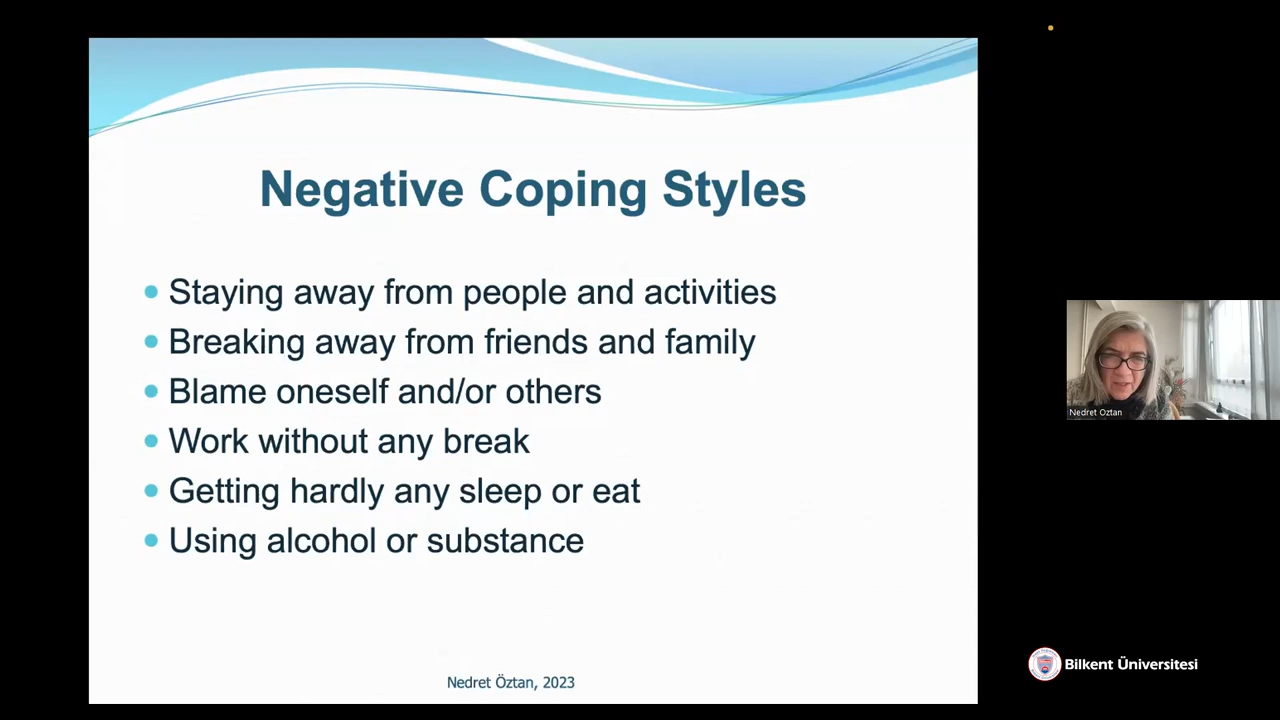 Negative Coping Styles
Staying away from people and activities
Breaking away from friends and family
Blame oneself and/or others
Work without any break
Getting hardly any sleep or eat
Using alcohol or substance
Nedret Öztan, 2023
Nedret Oztan
Bilkent Üniversitesi